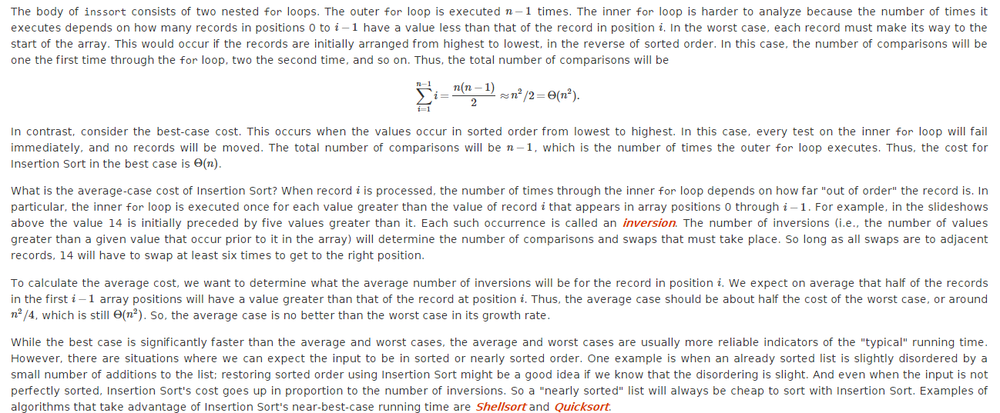 The body of inssort consists of two nested for loops. The outer for loop is executed n − 1 times. The inner for loop is harder to analyze because the number of times it
executes depends on how many records in positions 0 to i − 1 have a value less than that of the record in position i. In the worst case, each record must make its way to the
start of the array. This would occur if the records are initially arranged from highest to lowest, in the reverse of sorted order. In this case, the number of comparisons will be
one the first time through the for loop, two the second time, and so on. Thus, the total number of comparisons will be
∑_{i=1}^{n−1} i = n(n − 1)/2 ≈ n²/2 = Θ(n²).
In contrast, consider the best-case cost. This occurs when the values occur in sorted order from lowest to highest. In this case, every test on the inner for loop will fail
immediately, and no records will be moved. The total number of comparisons will be n − 1, which is the number of times the outer for loop executes. Thus, the cost for
Insertion Sort in the best case is Θ(n).
What is the average-case cost of Insertion Sort? When record i is processed, the number of times through the inner for loop depends on how far "out of order" the record is. In
particular, the inner for loop is executed once for each value greater than the value of record i that appears in array positions 0 through i − 1. For example, in the slideshows
above the value 14 is initially preceded by five values greater than it. Each such occurrence is called an inversion. The number of inversions (i.e., the number of values
greater than a given value that occur prior to it in the array) will determine the number of comparisons and swaps that must take place. So long as all swaps are to adjacent
records, 14 will have to swap at least six times to get to the right position.
To calculate the average cost, we want to determine what the average number of inversions will be for the record in position i. We expect on average that half of the records
in the first i − 1 array positions will have a value greater than that of the record at position i. Thus, the average case should be about half the cost of the worst case, or around
n²/4, which is still Θ(n²). So, the average case is no better than the worst case in its growth rate.
While the best case is significantly faster than the average and worst cases, the average and worst cases are usually more reliable indicators of the "typical" running time.
However, there are situations where we can expect the input to be in sorted or nearly sorted order. One example is when an already sorted list is slightly disordered by a
small number of additions to the list; restoring sorted order using Insertion Sort might be a good idea if we know that the disordering is slight. And even when the input is not
perfectly sorted, Insertion Sort's cost goes up in proportion to the number of inversions. So a "nearly sorted" list will always be cheap to sort with Insertion Sort. Examples of
algorithms that take advantage of Insertion Sort's near-best-case running time are Shellsort and Quicksort.